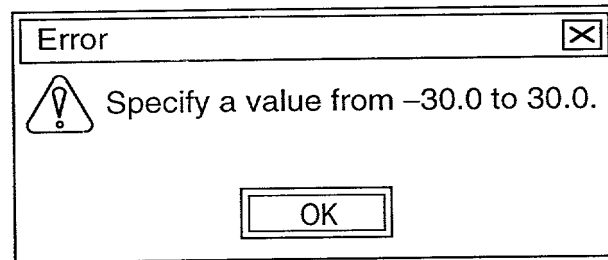 Error
Specify a value from –30.0 to 30.0.
OK